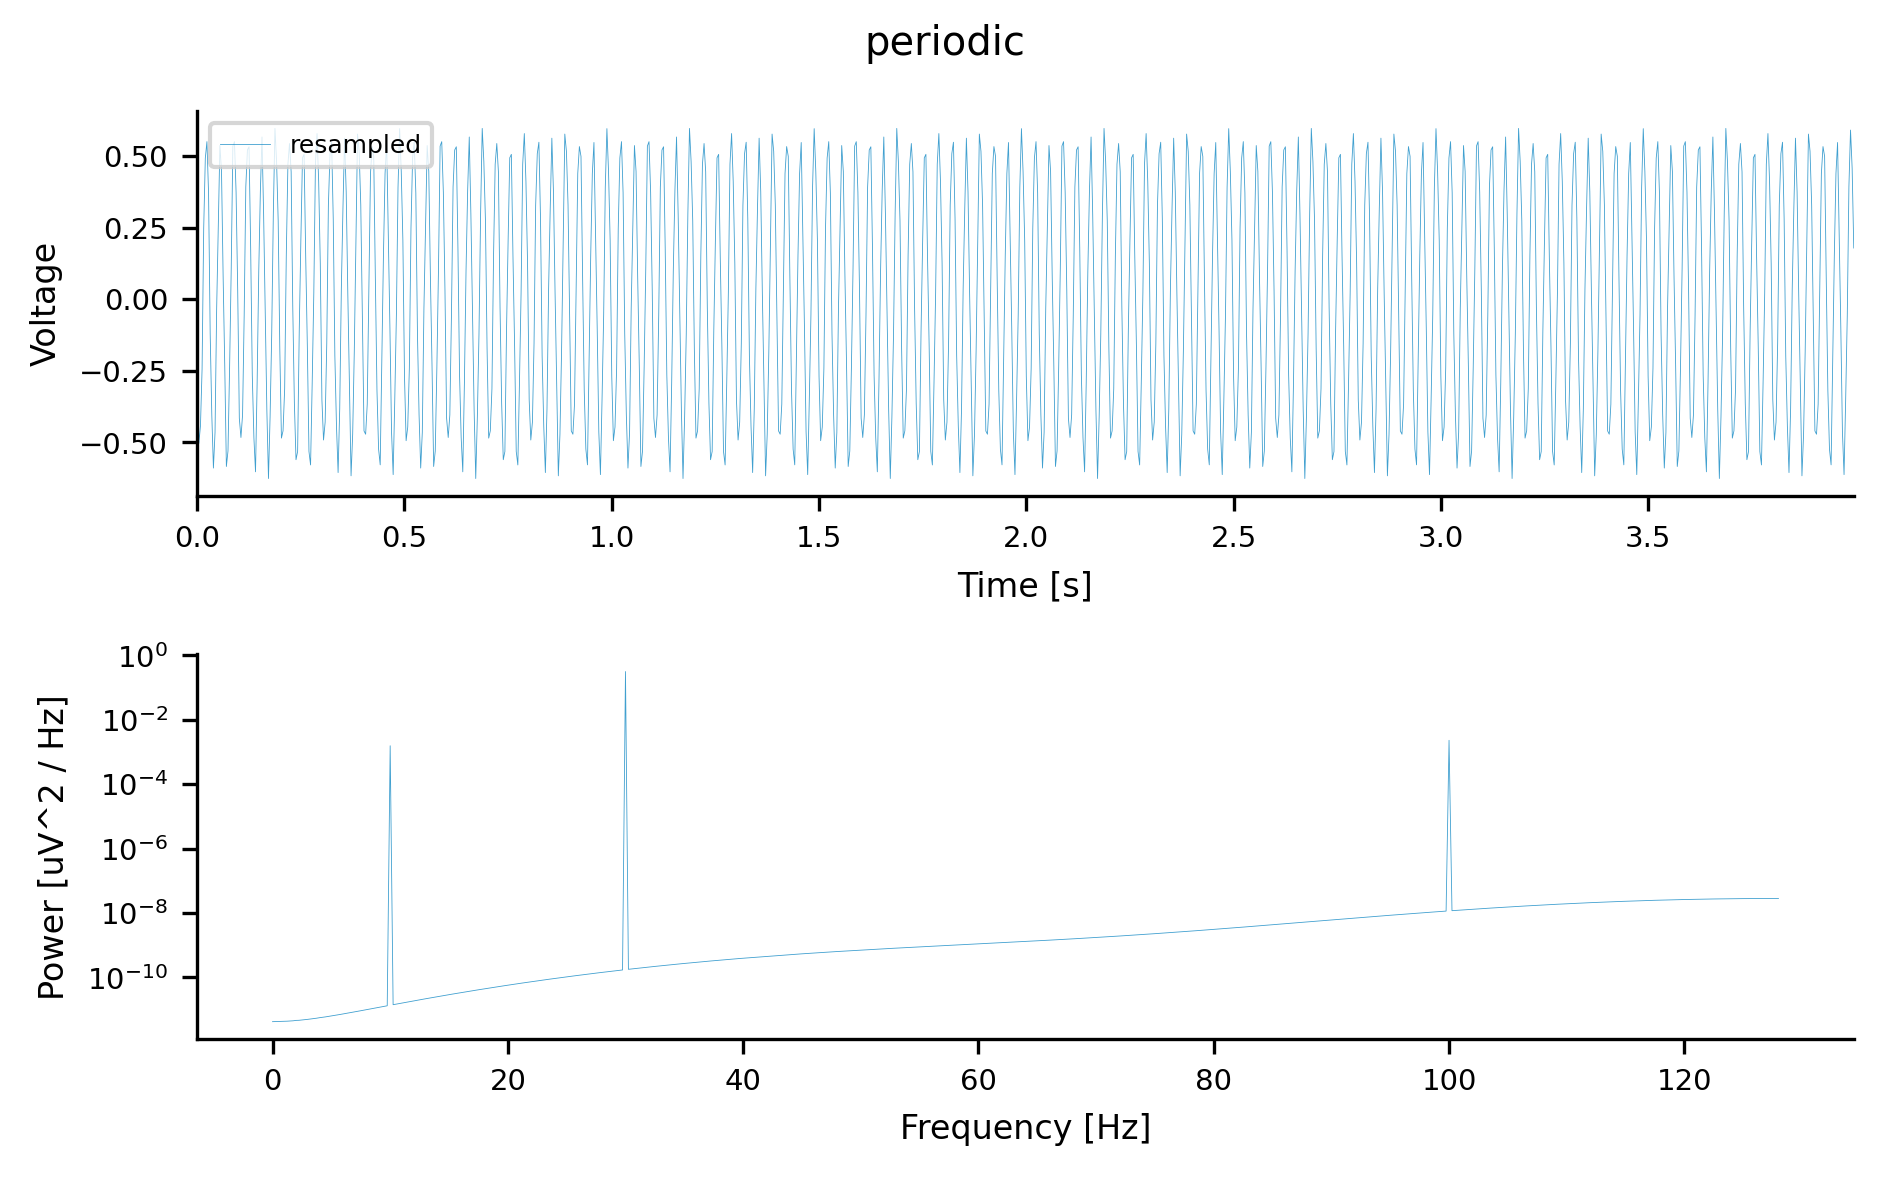 periodic
resampled
Voltage
0.50
0.25
0.00
−0.25
−0.50
0.0 0.5 1.0 1.5 2.0 2.5 3.0 3.5
Time [s]
Power [uV^2 / Hz]
10⁰
10⁻²
10⁻⁴
10⁻⁶
10⁻⁸
10⁻¹⁰
0 20 40 60 80 100 120
Frequency [Hz]